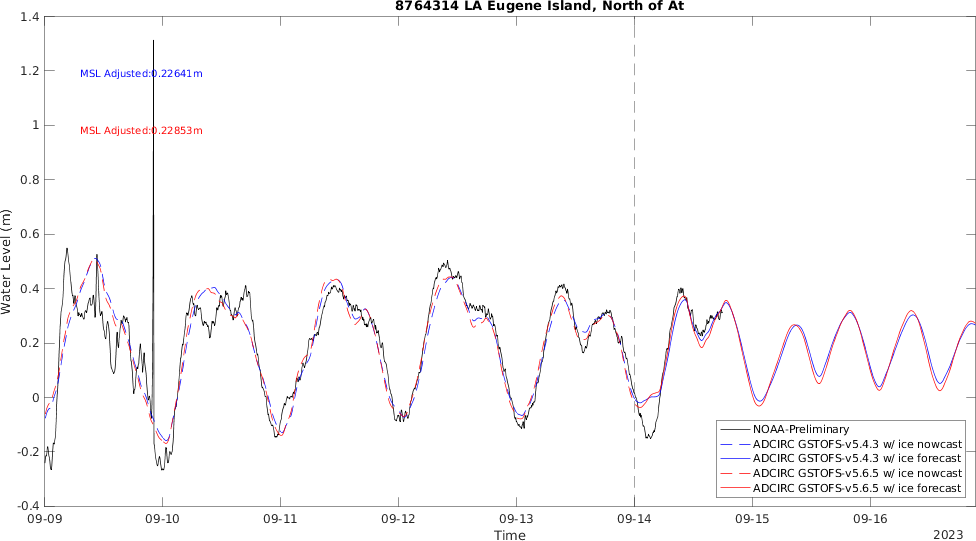 8764314 LA Eugene Island, North of At
1.4
1.2
1
0.8
0.6
0.4
0.2
0
-0.2
-0.4
Water Level (m)
MSL Adjusted:0.22641m
MSL Adjusted:0.22853m
NOAA-Preliminary
ADCIRC GSTOFS-v5.4.3 w/ ice nowcast
ADCIRC GSTOFS-v5.4.3 w/ ice forecast
ADCIRC GSTOFS-v5.6.5 w/ ice nowcast
ADCIRC GSTOFS-v5.6.5 w/ ice forecast
09-09 09-10 09-11 09-12 09-13 09-14 09-15 09-16
Time
2023